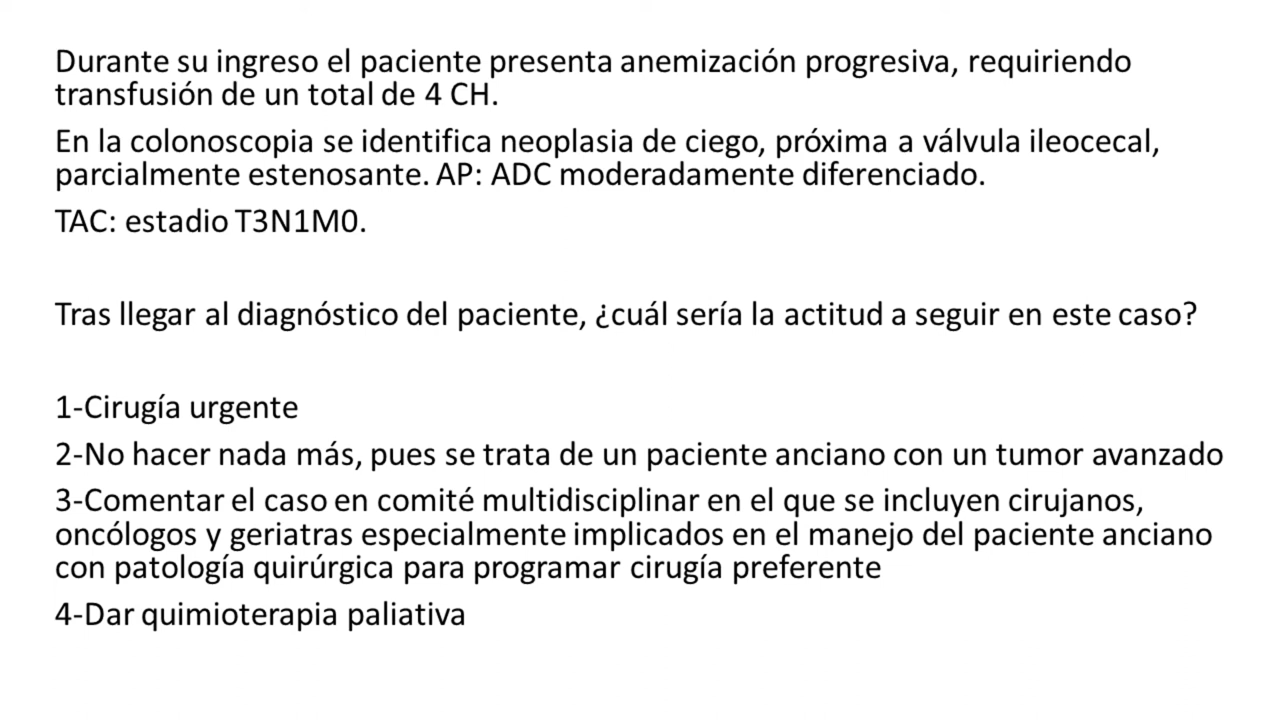 Durante su ingreso el paciente presenta anemización progresiva, requiriendo
transfusión de un total de 4 CH.
En la colonoscopia se identifica neoplasia de ciego, próxima a válvula ileocecal,
parcialmente estenosante. AP: ADC moderadamente diferenciado.
TAC: estadio T3N1M0.
Tras llegar al diagnóstico del paciente, ¿cuál sería la actitud a seguir en este caso?
1-Cirugía urgente
2-No hacer nada más, pues se trata de un paciente anciano con un tumor avanzado
3-Comentar el caso en comité multidisciplinar en el que se incluyen cirujanos,
oncólogos y geriatras especialmente implicados en el manejo del paciente anciano
con patología quirúrgica para programar cirugía preferente
4-Dar quimioterapia paliativa